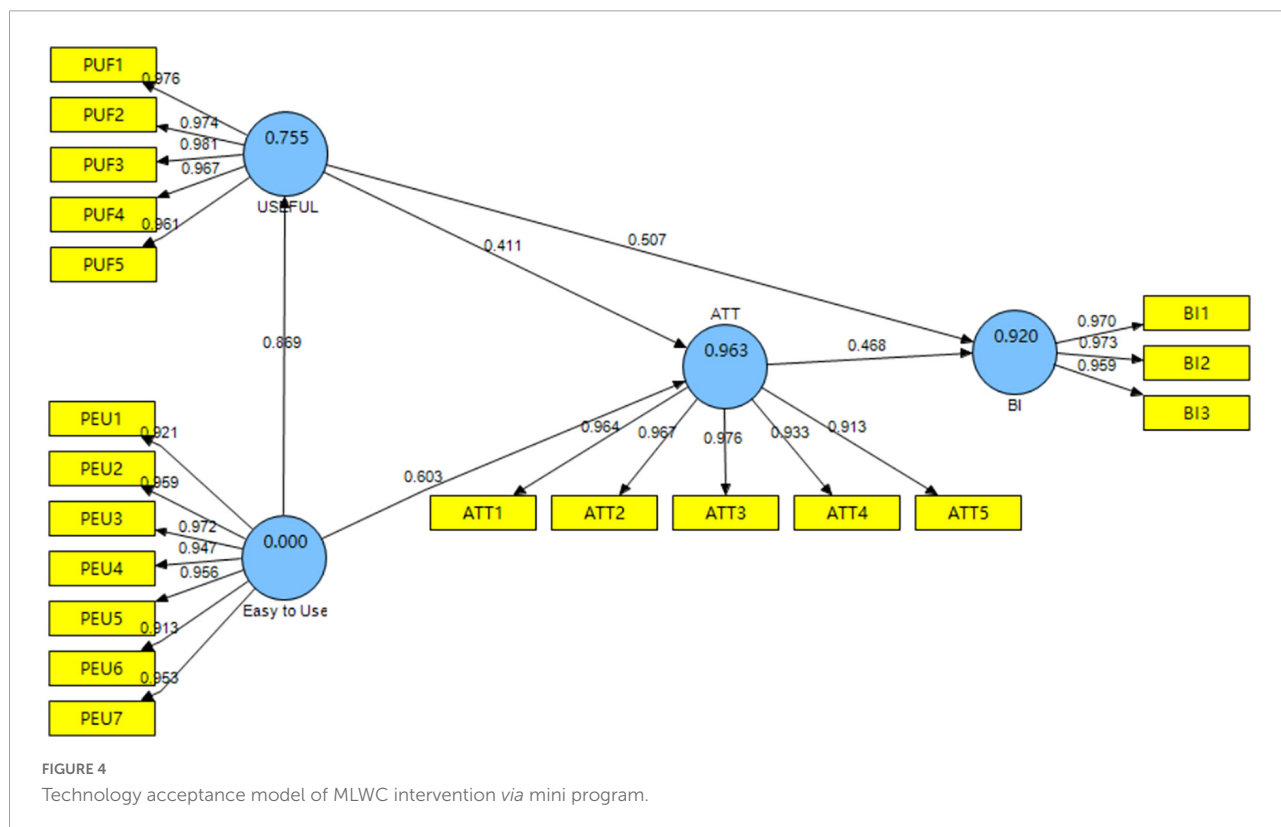 PUF1
0.976
PUF2
0.974
PUF3
0.981
0.967
PUF4
0.961
PUF5
0.755
USEFUL
0.411
0.507
0.869
ATT
0.963
0.468
0.920
BI
0.970
BI1
0.973
BI2
0.959
BI3
PEU1
0.921
PEU2
0.959
PEU3
0.972
0.947
PEU4
0.956
PEU5
0.913
PEU6
0.953
PEU7
0.000
Easy to Use
0.603
0.964
0.967
0.976
0.933
0.913
ATT1
ATT2
ATT3
ATT4
ATT5
FIGURE 4
Technology acceptance model of MLWC intervention via mini program.